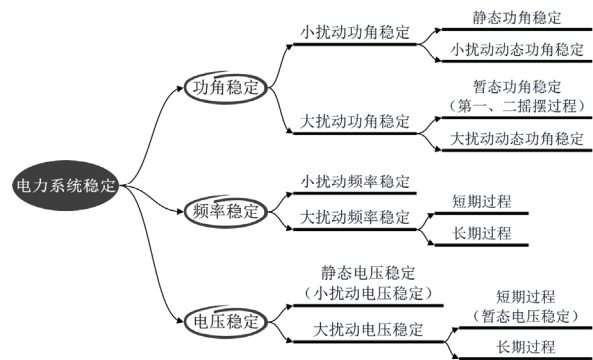 电力系统稳定
功角稳定
小扰动功角稳定
静态功角稳定
小扰动动态功角稳定
大扰动功角稳定
暂态功角稳定
（第一、二摇摆过程）
大扰动动态功角稳定
频率稳定
小扰动频率稳定
大扰动频率稳定
短期过程
长期过程
电压稳定
静态电压稳定
（小扰动电压稳定）
大扰动电压稳定
短期过程
（暂态电压稳定）
长期过程